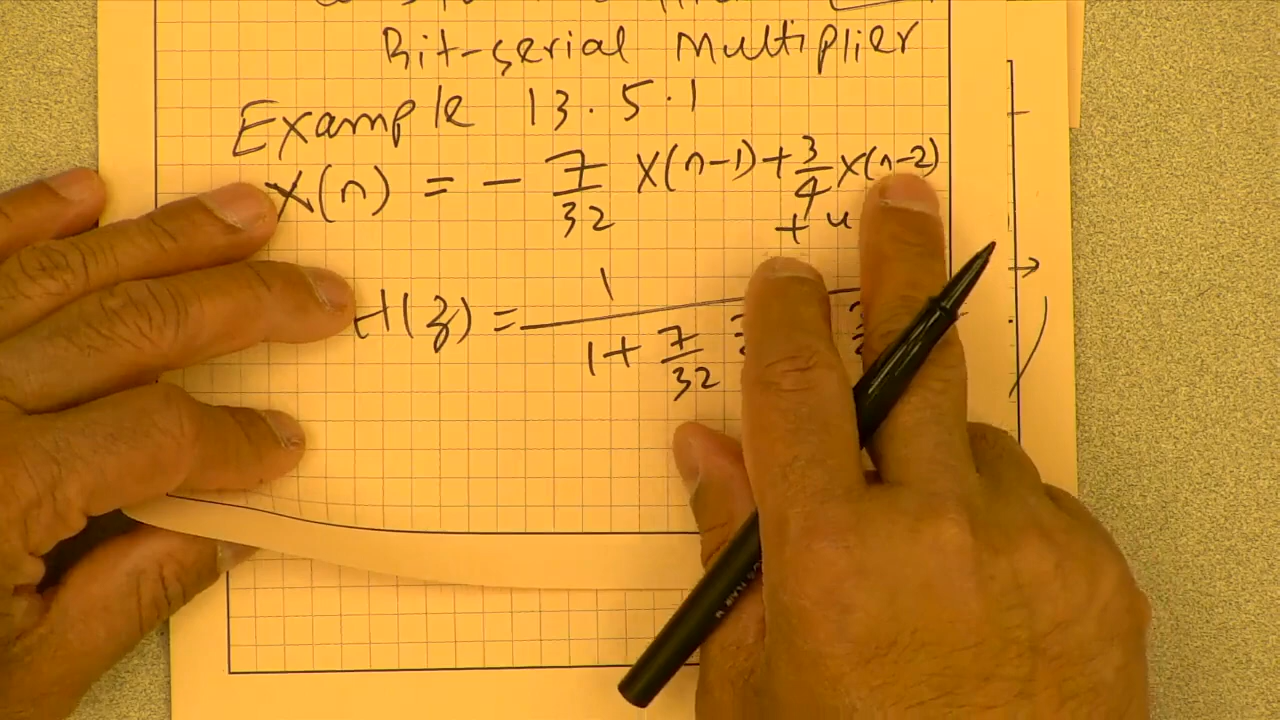 Bit-serial Multiplier
Example 13.5.1
x(n) = - 7/32 x(n-1) + 3/4 x(n-2)
+ u
H(z) = 1
1 + 7/32